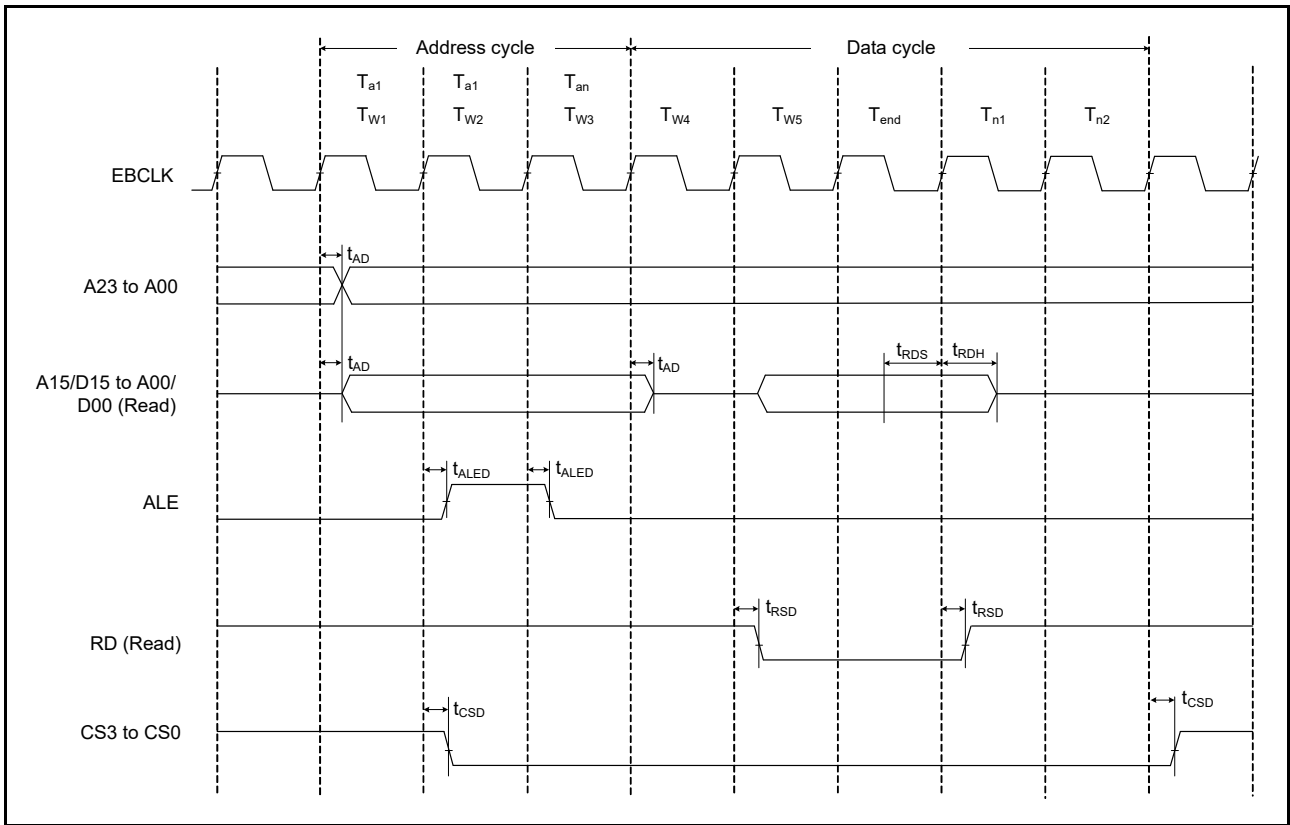 Address cycle Data cycle
Ta1 Ta1 Tan
TW1 TW2 TW3 TW4 TW5 Tend Tn1 Tn2
EBCLK
tAD
A23 to A00
tAD tAD tRDS tRDH
A15/D15 to A00/
D00 (Read)
tALED tALED
ALE
tRSD tRSD
RD (Read)
tCSD tCSD
CS3 to CS0